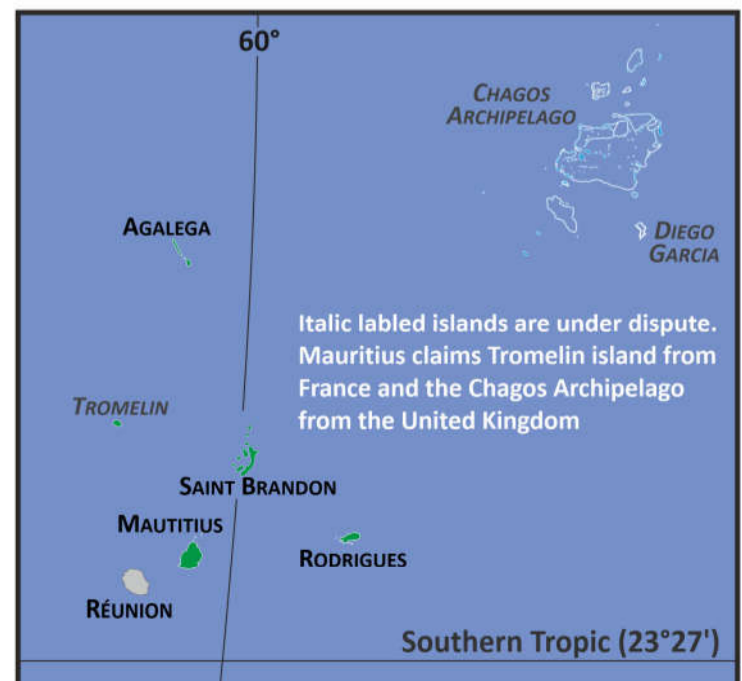 60°
CHAGOS
ARCHIPELAGO
DIEGO
GARCIA
AGALEGA
Italic labled islands are under dispute.
Mauritius claims Tromelin island from
France and the Chagos Archipelago
from the United Kingdom
TROMELIN
SAINT BRANDON
MAUTITIUS
RODRIGUES
RÉUNION
Southern Tropic (23°27')